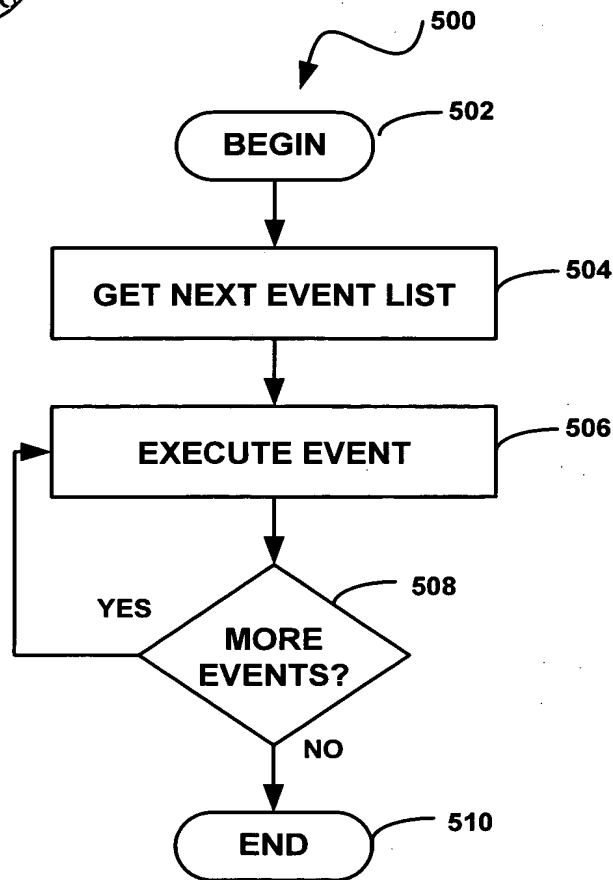 500
BEGIN
502
GET NEXT EVENT LIST
504
EXECUTE EVENT
506
YES
508
MORE
EVENTS?
NO
END
510